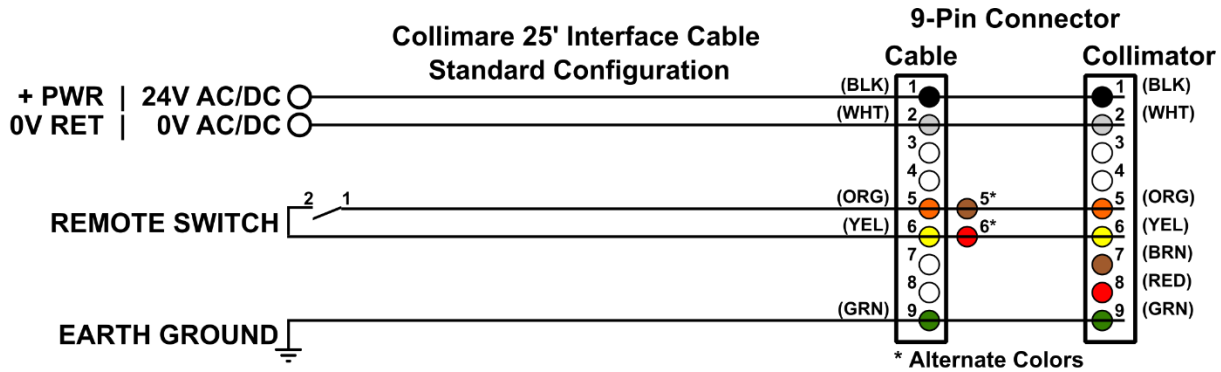 Collimare 25' Interface Cable
Standard Configuration
9-Pin Connector
Cable
Collimator
+ PWR | 24V AC/DC
(BLK) 1
1 (BLK)
0V RET | 0V AC/DC
(WHT) 2
2 (WHT)
3
3
4
4
REMOTE SWITCH
2 1
(ORG) 5
5*
5 (ORG)
(YEL) 6
6*
6 (YEL)
7
7 (BRN)
8
8 (RED)
EARTH GROUND
(GRN) 9
9 (GRN)
* Alternate Colors